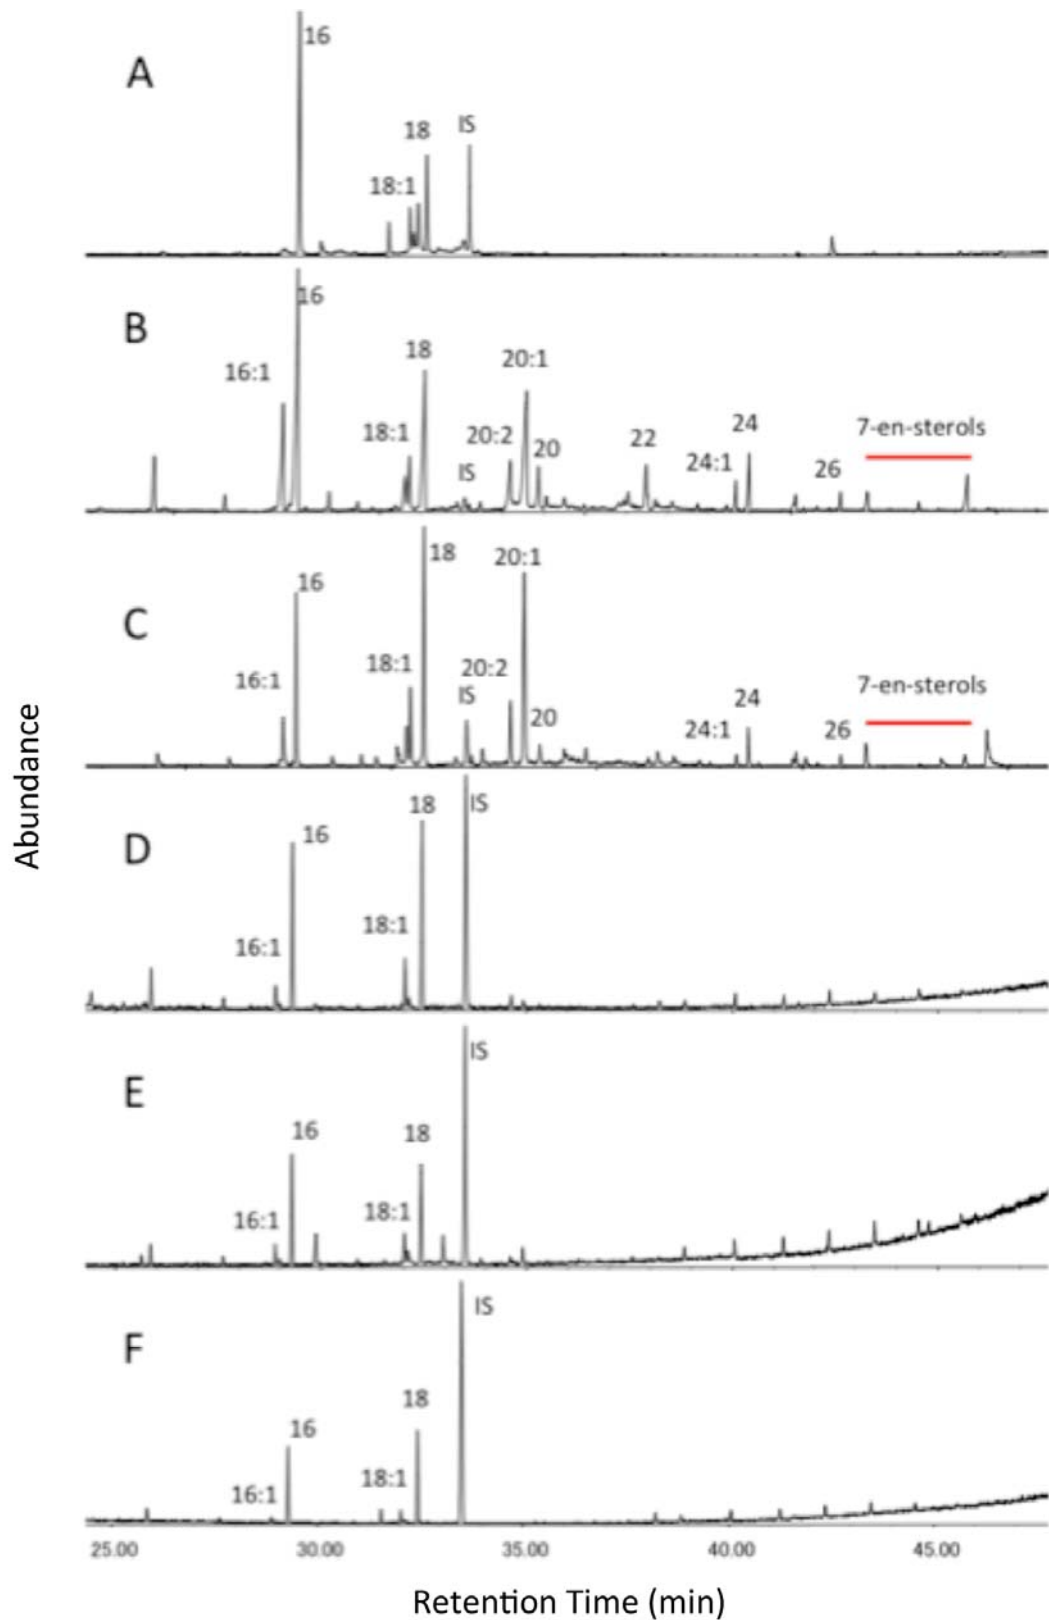 16
A
18 IS
18:1
16
B
18 20:1
16:1
24
18:1 20:2 22 7-en-sterols
20
IS 24:1 26
18 20:1
16
C
18:1 20:2
16:1 IS 24 7-en-sterols
20 24:1 26
18 IS
16
D
18:1
16:1
IS
E
16 18
16:1 18:1
IS
F
18
16
18:1
16:1
Abundance
25.00 30.00 35.00 40.00 45.00
Retention Time (min)